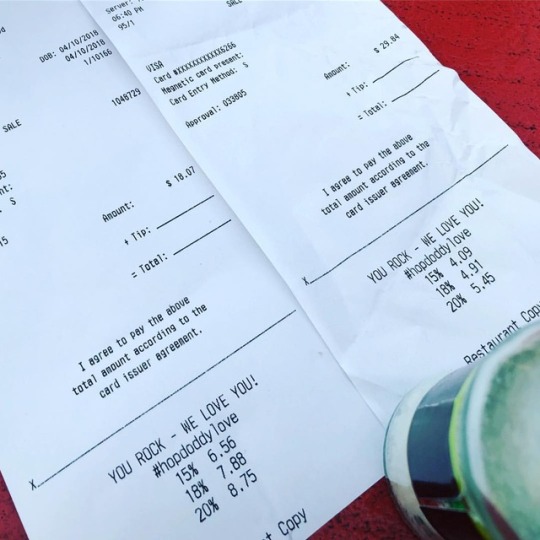 DOB: 04/10/2018
04/10/2018
1/10166
1048729
SALE
Amount: $ 18.07
+ Tip:
= Total:
I agree to pay the above
total amount according to the
card issuer agreement.
X
YOU ROCK - WE LOVE YOU!
#hopdoddylove
15% 6.56
18% 7.88
20% 8.75
Copy
Server:
06:40 PM
95/1
SALE
VISA
Card #XXXXXXXXXXXX6266
Magnetic card present:
Card Entry Method: S
Approval: 033805
Amount: $ 29.84
+ Tip:
= Total:
I agree to pay the above
total amount according to the
card issuer agreement.
X
YOU ROCK - WE LOVE YOU!
#hopdoddylove
15% 4.09
18% 4.91
20% 5.45
Restaurant Copy